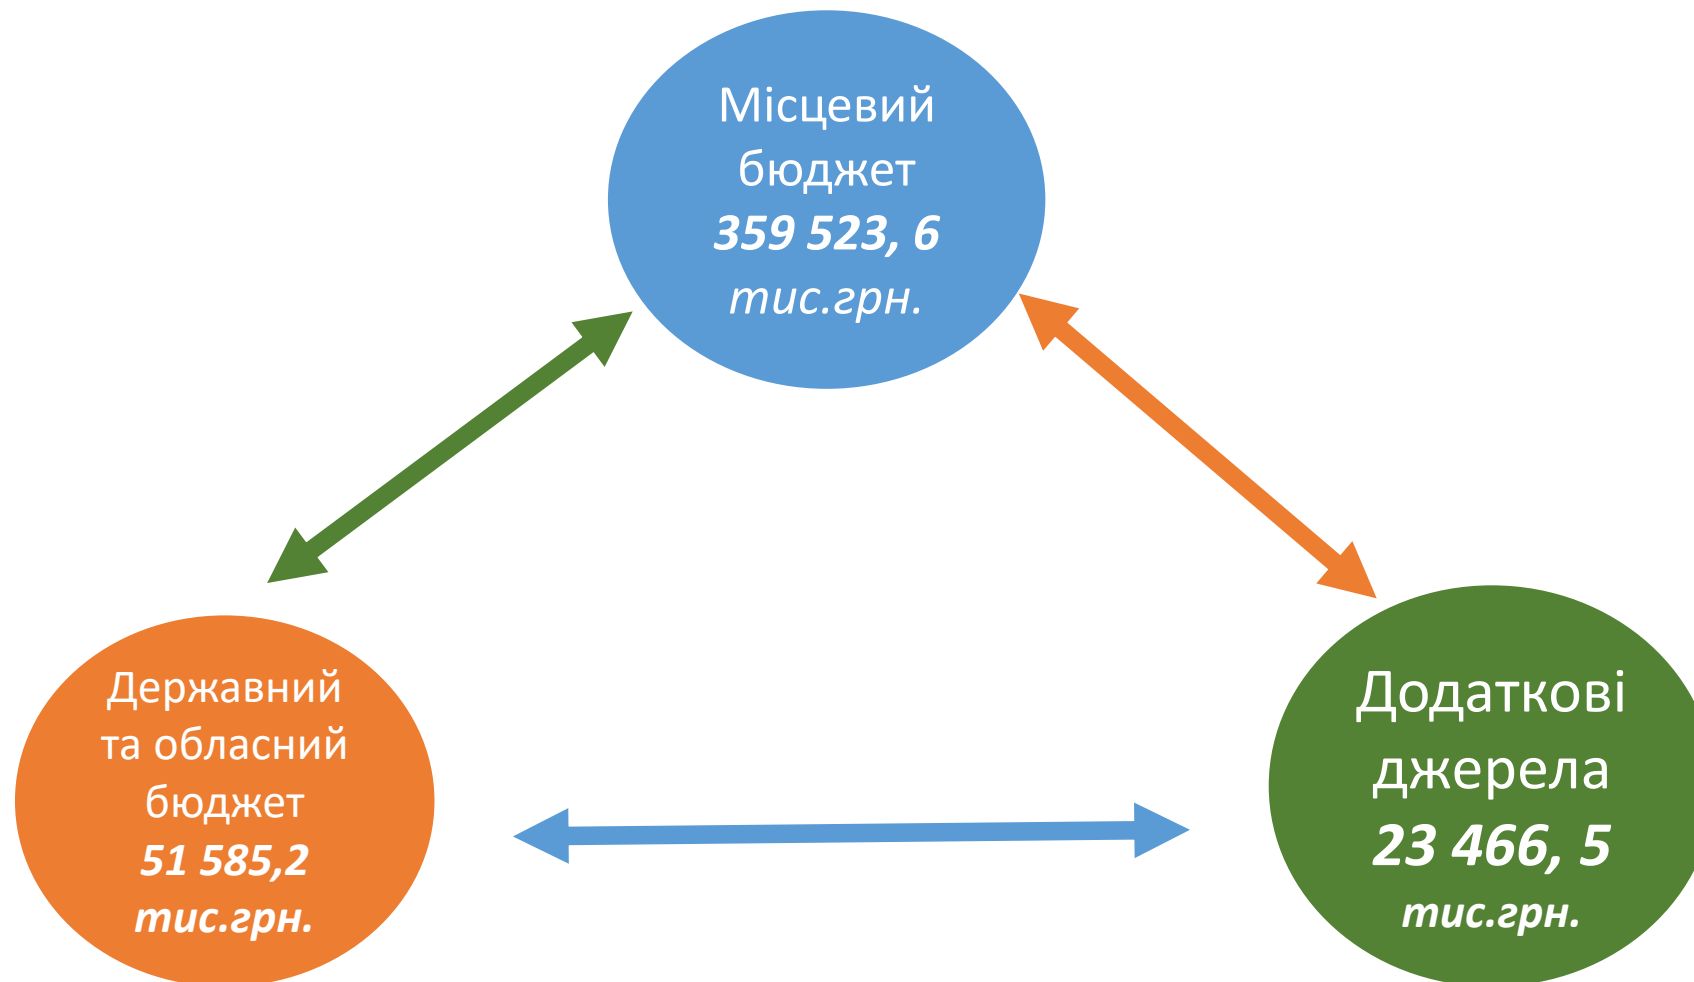 Місцевий
бюджет
359 523, 6
тис.грн.
Державний
та обласний
бюджет
51 585,2
тис.грн.
Додаткові
джерела
23 466, 5
тис.грн.